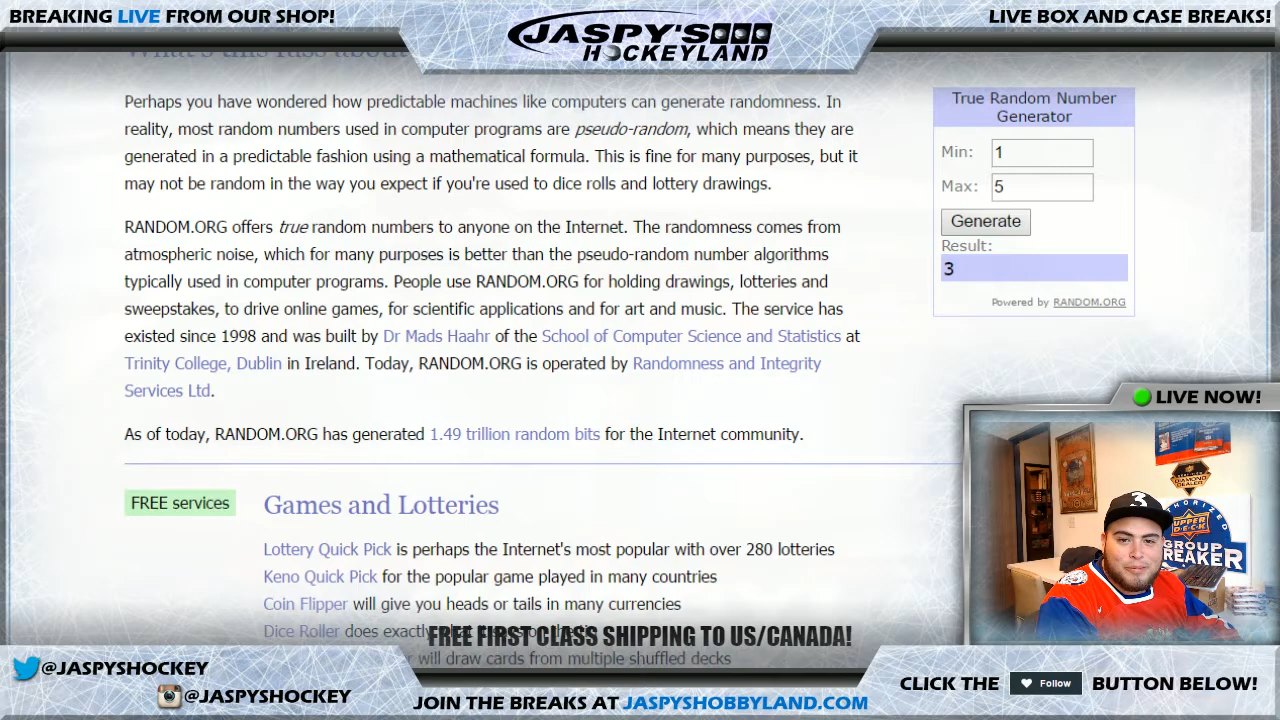 BREAKING LIVE FROM OUR SHOP!
JASPY'S
HOCKEYLAND
LIVE BOX AND CASE BREAKS!
What's this fuss about
Perhaps you have wondered how predictable machines like computers can generate randomness. In
reality, most random numbers used in computer programs are pseudo-random, which means they are
generated in a predictable fashion using a mathematical formula. This is fine for many purposes, but it
may not be random in the way you expect if you're used to dice rolls and lottery drawings.
RANDOM.ORG offers true random numbers to anyone on the Internet. The randomness comes from
atmospheric noise, which for many purposes is better than the pseudo-random number algorithms
typically used in computer programs. People use RANDOM.ORG for holding drawings, lotteries and
sweepstakes, to drive online games, for scientific applications and for art and music. The service has
existed since 1998 and was built by Dr Mads Haahr of the School of Computer Science and Statistics at
Trinity College, Dublin in Ireland. Today, RANDOM.ORG is operated by Randomness and Integrity
Services Ltd.
As of today, RANDOM.ORG has generated 1.49 trillion random bits for the Internet community.
True Random Number
Generator
Min: 1
Max: 5
Generate
Result:
3
Powered by RANDOM.ORG
FREE services
Games and Lotteries
Lottery Quick Pick is perhaps the Internet's most popular with over 280 lotteries
Keno Quick Pick for the popular game played in many countries
Coin Flipper will give you heads or tails in many currencies
Dice Roller does exactly
will draw cards from multiple shuffled decks
FREE FIRST CLASS SHIPPING TO US/CANADA!
LIVE NOW!
DIAMOND
DEALER
3
AUTHORIZED
UPPER
DECK
GROUP
BREAKER
@JASPYSHOCKEY
@JASPYSHOCKEY
JOIN THE BREAKS AT JASPYSHOBBYLAND.COM
CLICK THE Follow BUTTON BELOW!